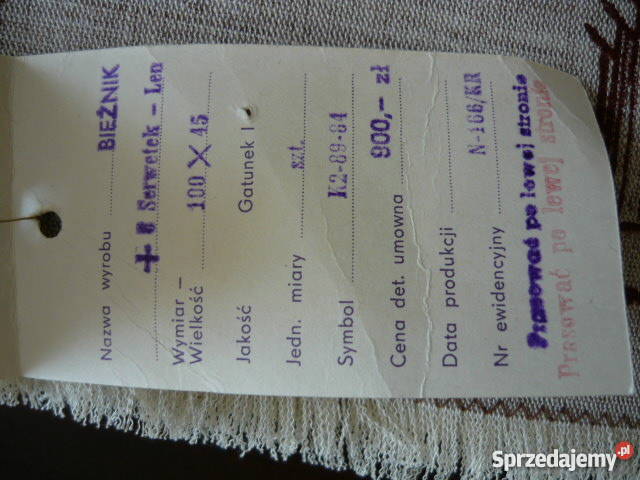 Nazwa wyrobu BIEŻNIK
+ 6 Serwetek - Len
Wymiar –
Wielkość 100 X 45
Jakość Gatunek I
Jedn. miary szt.
Symbol K2-89-84
Cena det. umowna 900,- zł
Data produkcji
Nr ewidencyjny N-166/KR
Prasować po lewej stronie
Prasować po lewej stronie
Sprzedajemy.pl